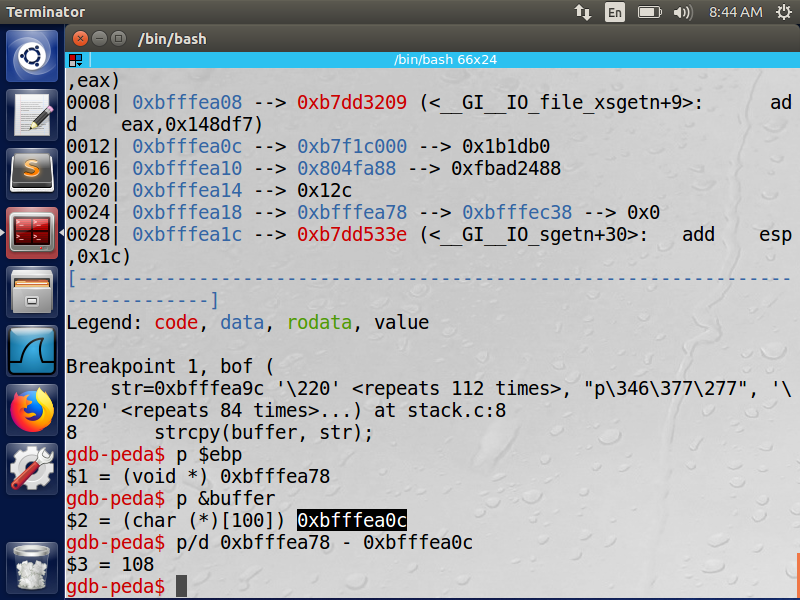 Terminator
En
8:44 AM
/bin/bash
/bin/bash 66x24
,eax)
0008| 0xbfffea08 --> 0xb7dd3209 (<__GI__IO_file_xsgetn+9>:      ad
d    eax,0x148df7)
0012| 0xbfffea0c --> 0xb7f1c000 --> 0x1b1db0
0016| 0xbfffea10 --> 0x804fa88 --> 0xfbad2488
0020| 0xbfffea14 --> 0x12c
0024| 0xbfffea18 --> 0xbfffea78 --> 0xbfffec38 --> 0x0
0028| 0xbfffea1c --> 0xb7dd533e (<__GI__IO_sgetn+30>:   add    esp
,0x1c)
[-----------------------------------------------------------------
-------------]
Legend: code, data, rodata, value
Breakpoint 1, bof (
    str=0xbfffea9c '\220' <repeats 112 times>, "p\346\377\277", '\
220' <repeats 84 times>...) at stack.c:8
8       strcpy(buffer, str);
gdb-peda$ p $ebp
$1 = (void *) 0xbfffea78
gdb-peda$ p &buffer
$2 = (char (*)[100]) 0xbfffea0c
gdb-peda$ p/d 0xbfffea78 - 0xbfffea0c
$3 = 108
gdb-peda$